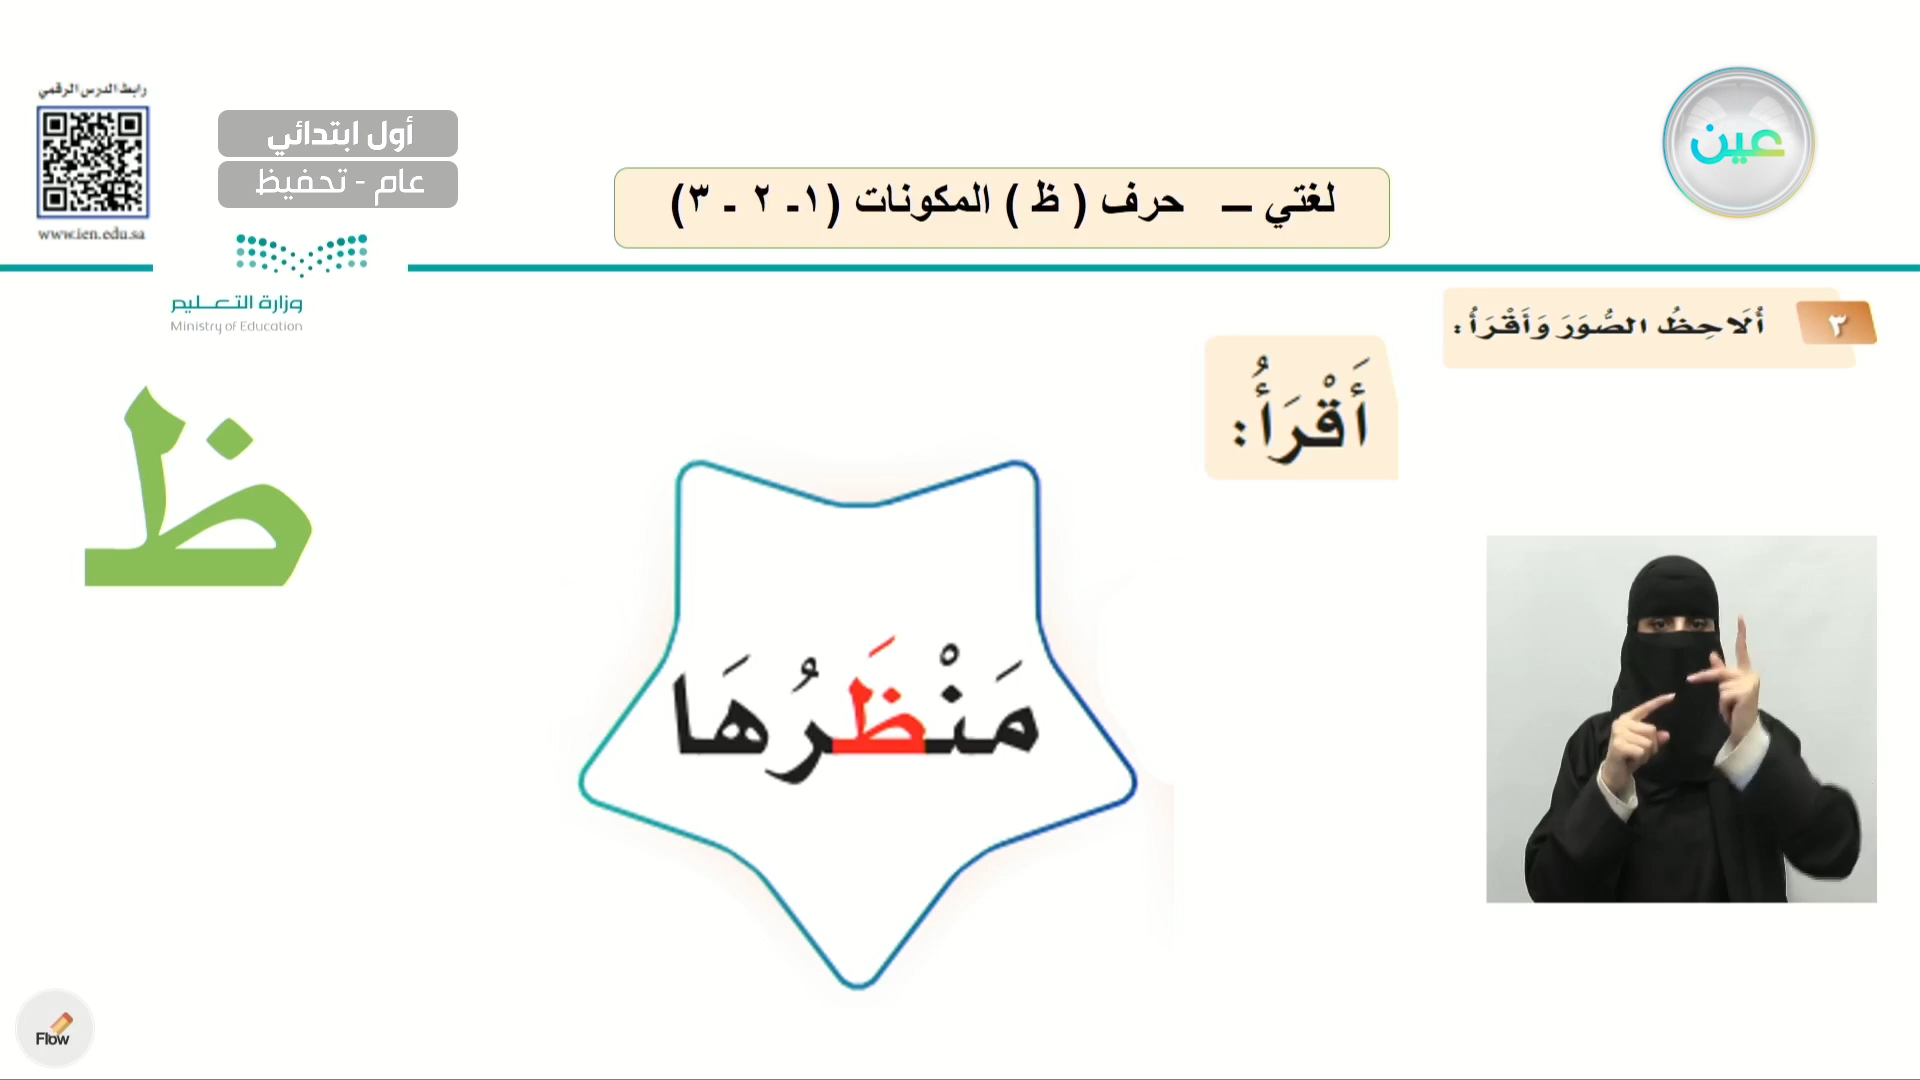 رابط الدرس الرقمي
www.ien.edu.sa
أول ابتدائي
عام - تحفيظ
عين
لغتي – حرف ( ظ ) المكونات (١- ٢ - ٣)
وزارة التعليم
Ministry of Education
٣ أُلَاحِظُ الصُّوَرَ وَأَقْرَأُ :
أَقْرَأُ :
ظ
مَنْظَرُهَا
Flow